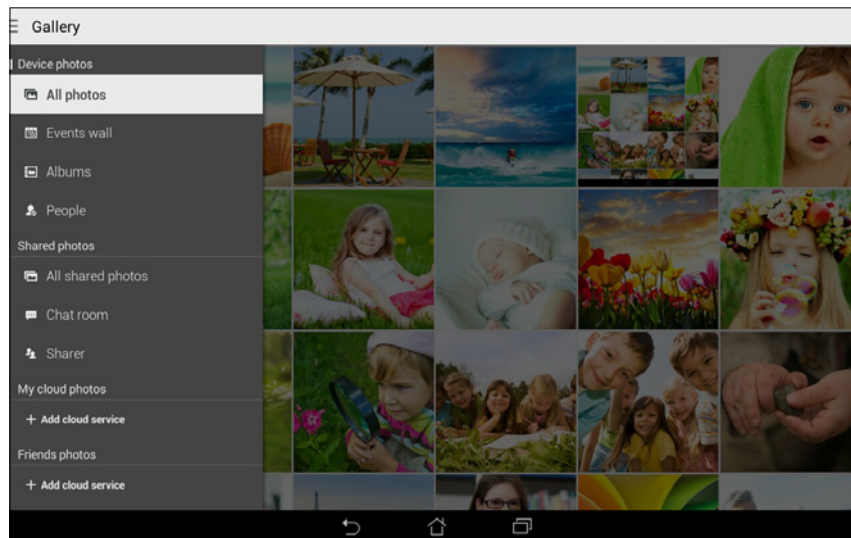 Gallery
Device photos
All photos
Events wall
Albums
People
Shared photos
All shared photos
Chat room
Sharer
My cloud photos
+ Add cloud service
Friends photos
+ Add cloud service